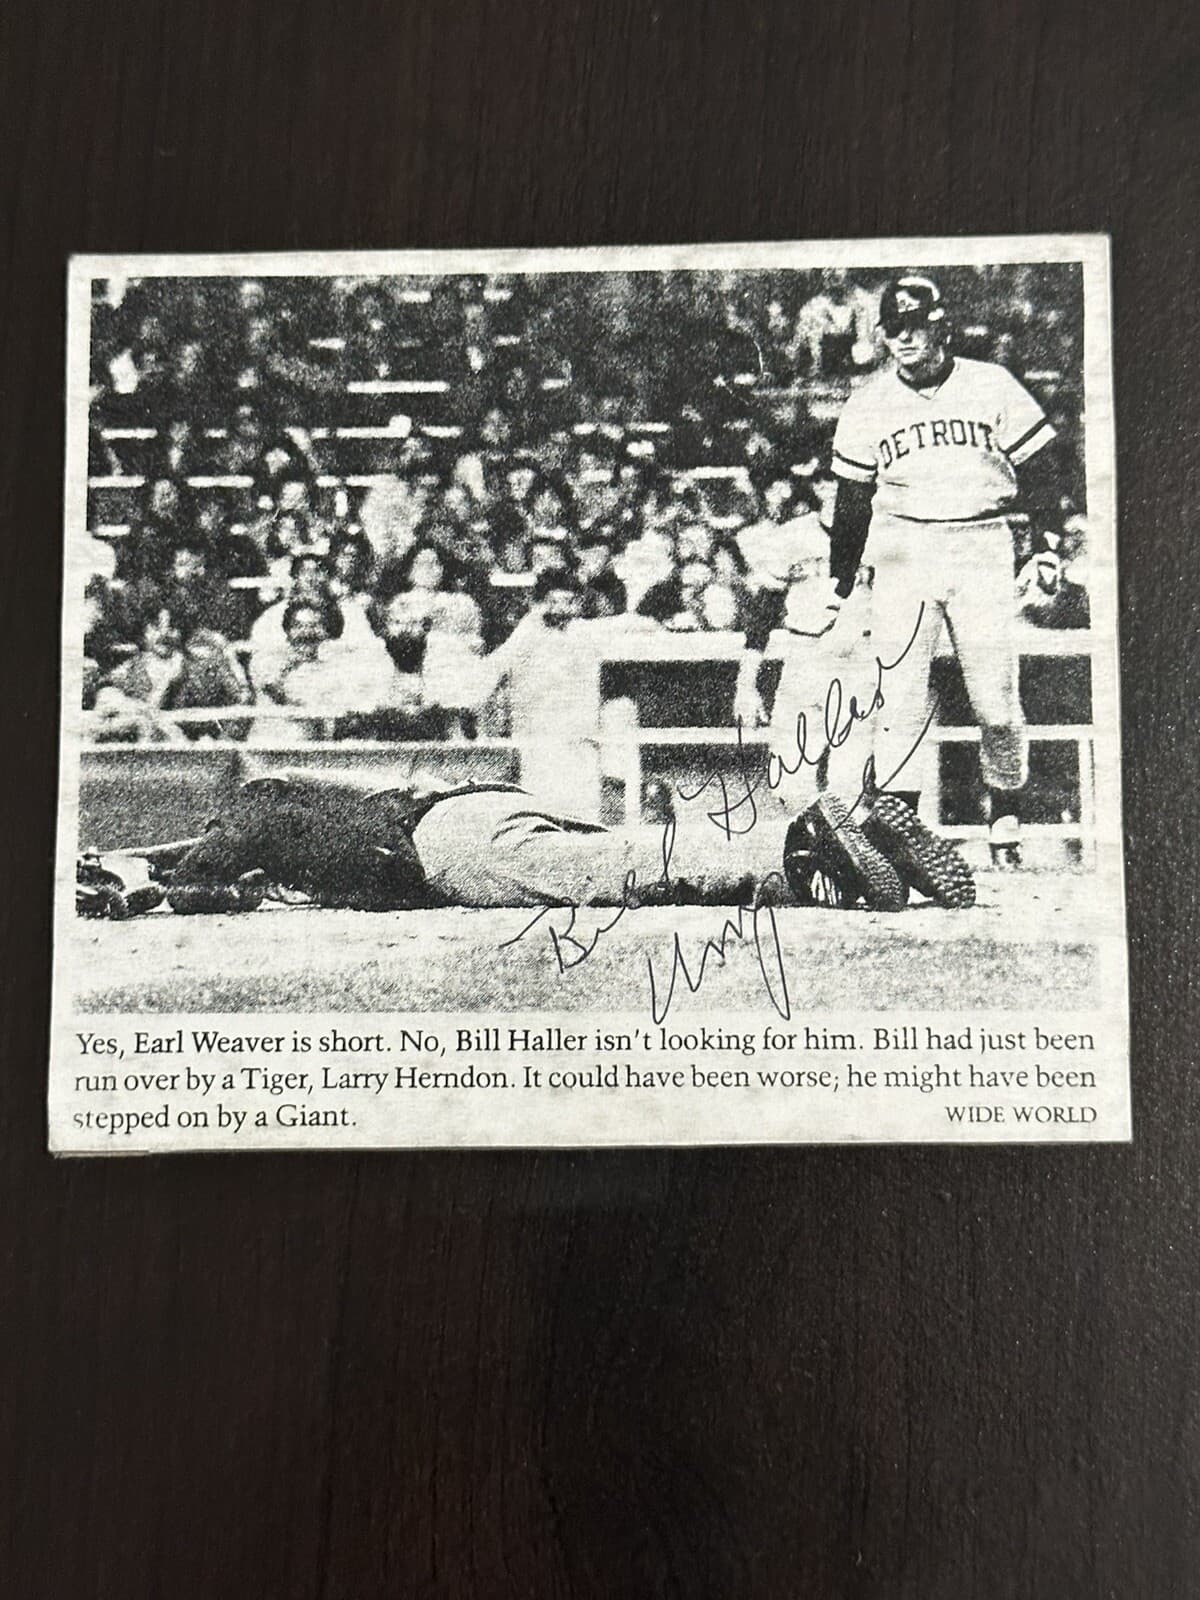 DETROIT
Bill Haller
Ump
Yes, Earl Weaver is short. No, Bill Haller isn't looking for him. Bill had just been
run over by a Tiger, Larry Herndon. It could have been worse; he might have been
stepped on by a Giant.
WIDE WORLD